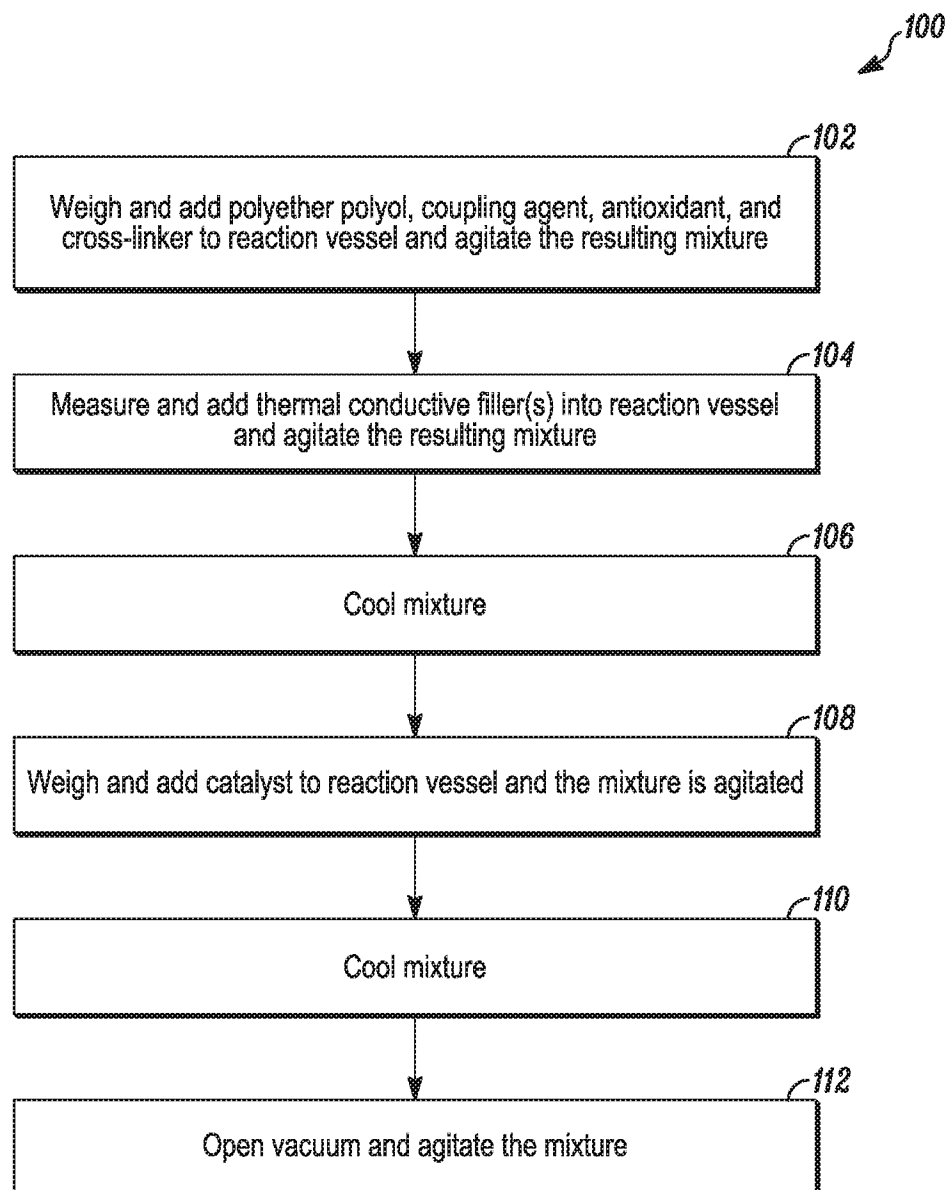 100
102
Weigh and add polyether polyol, coupling agent, antioxidant, and
cross-linker to reaction vessel and agitate the resulting mixture
104
Measure and add thermal conductive filler(s) into reaction vessel
and agitate the resulting mixture
106
Cool mixture
108
Weigh and add catalyst to reaction vessel and the mixture is agitated
110
Cool mixture
112
Open vacuum and agitate the mixture